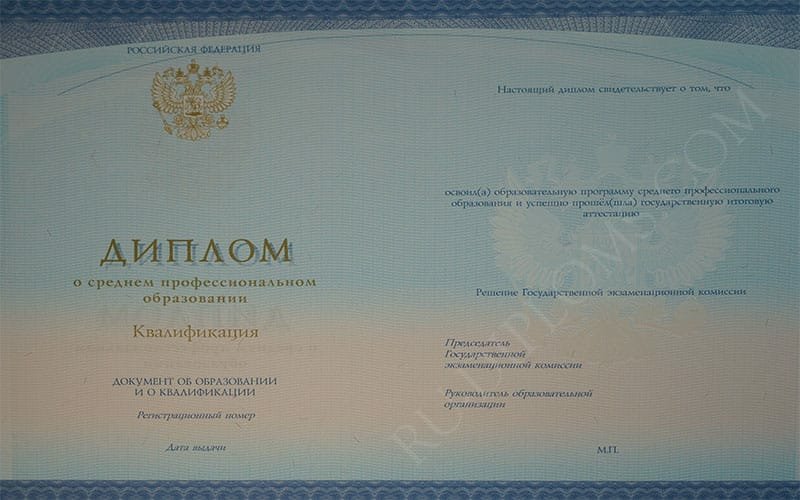 РОССИЙСКАЯ ФЕДЕРАЦИЯ
ДИПЛОМ
о среднем профессиональном
образовании
Квалификация
ДОКУМЕНТ ОБ ОБРАЗОВАНИИ
И О КВАЛИФИКАЦИИ
Регистрационный номер
Дата выдачи
Настоящий диплом свидетельствует о том, что
освоил(а) образовательную программу среднего профессионального
образования и успешно прошёл(шла) государственную итоговую
аттестацию
Решение Государственной экзаменационной комиссии
Председатель
Государственной
экзаменационной комиссии
Руководитель образовательной
организации
М.П.